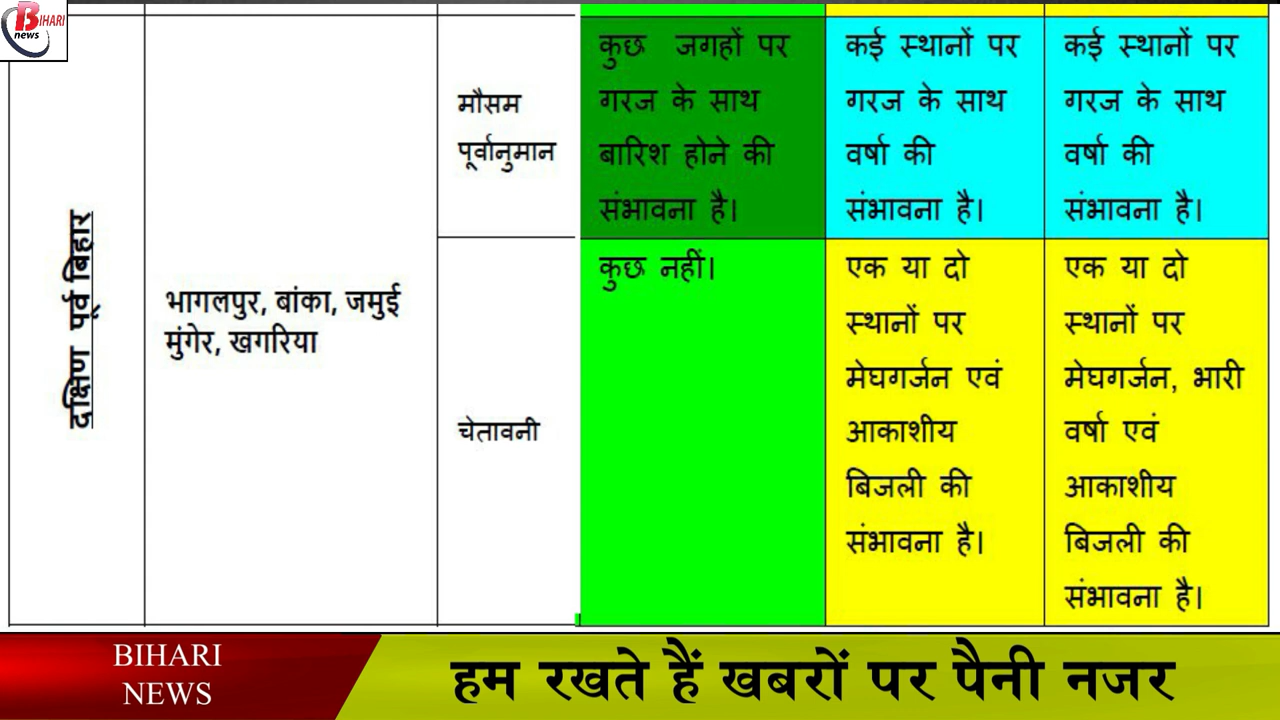 BIHARI
news
दक्षिण पूर्व बिहार
भागलपुर, बांका, जमुई
मुंगेर, खगरिया
मौसम
पूर्वानुमान
कुछ जगहों पर
गरज के साथ
बारिश होने की
संभावना है।
कई स्थानों पर
गरज के साथ
वर्षा की
संभावना है।
कई स्थानों पर
गरज के साथ
वर्षा की
संभावना है।
चेतावनी
कुछ नहीं।
एक या दो
स्थानों पर
मेघगर्जन एवं
आकाशीय
बिजली की
संभावना है।
एक या दो
स्थानों पर
मेघगर्जन, भारी
वर्षा एवं
आकाशीय
बिजली की
संभावना है।
BIHARI
NEWS
हम रखते हैं खबरों पर पैनी नजर